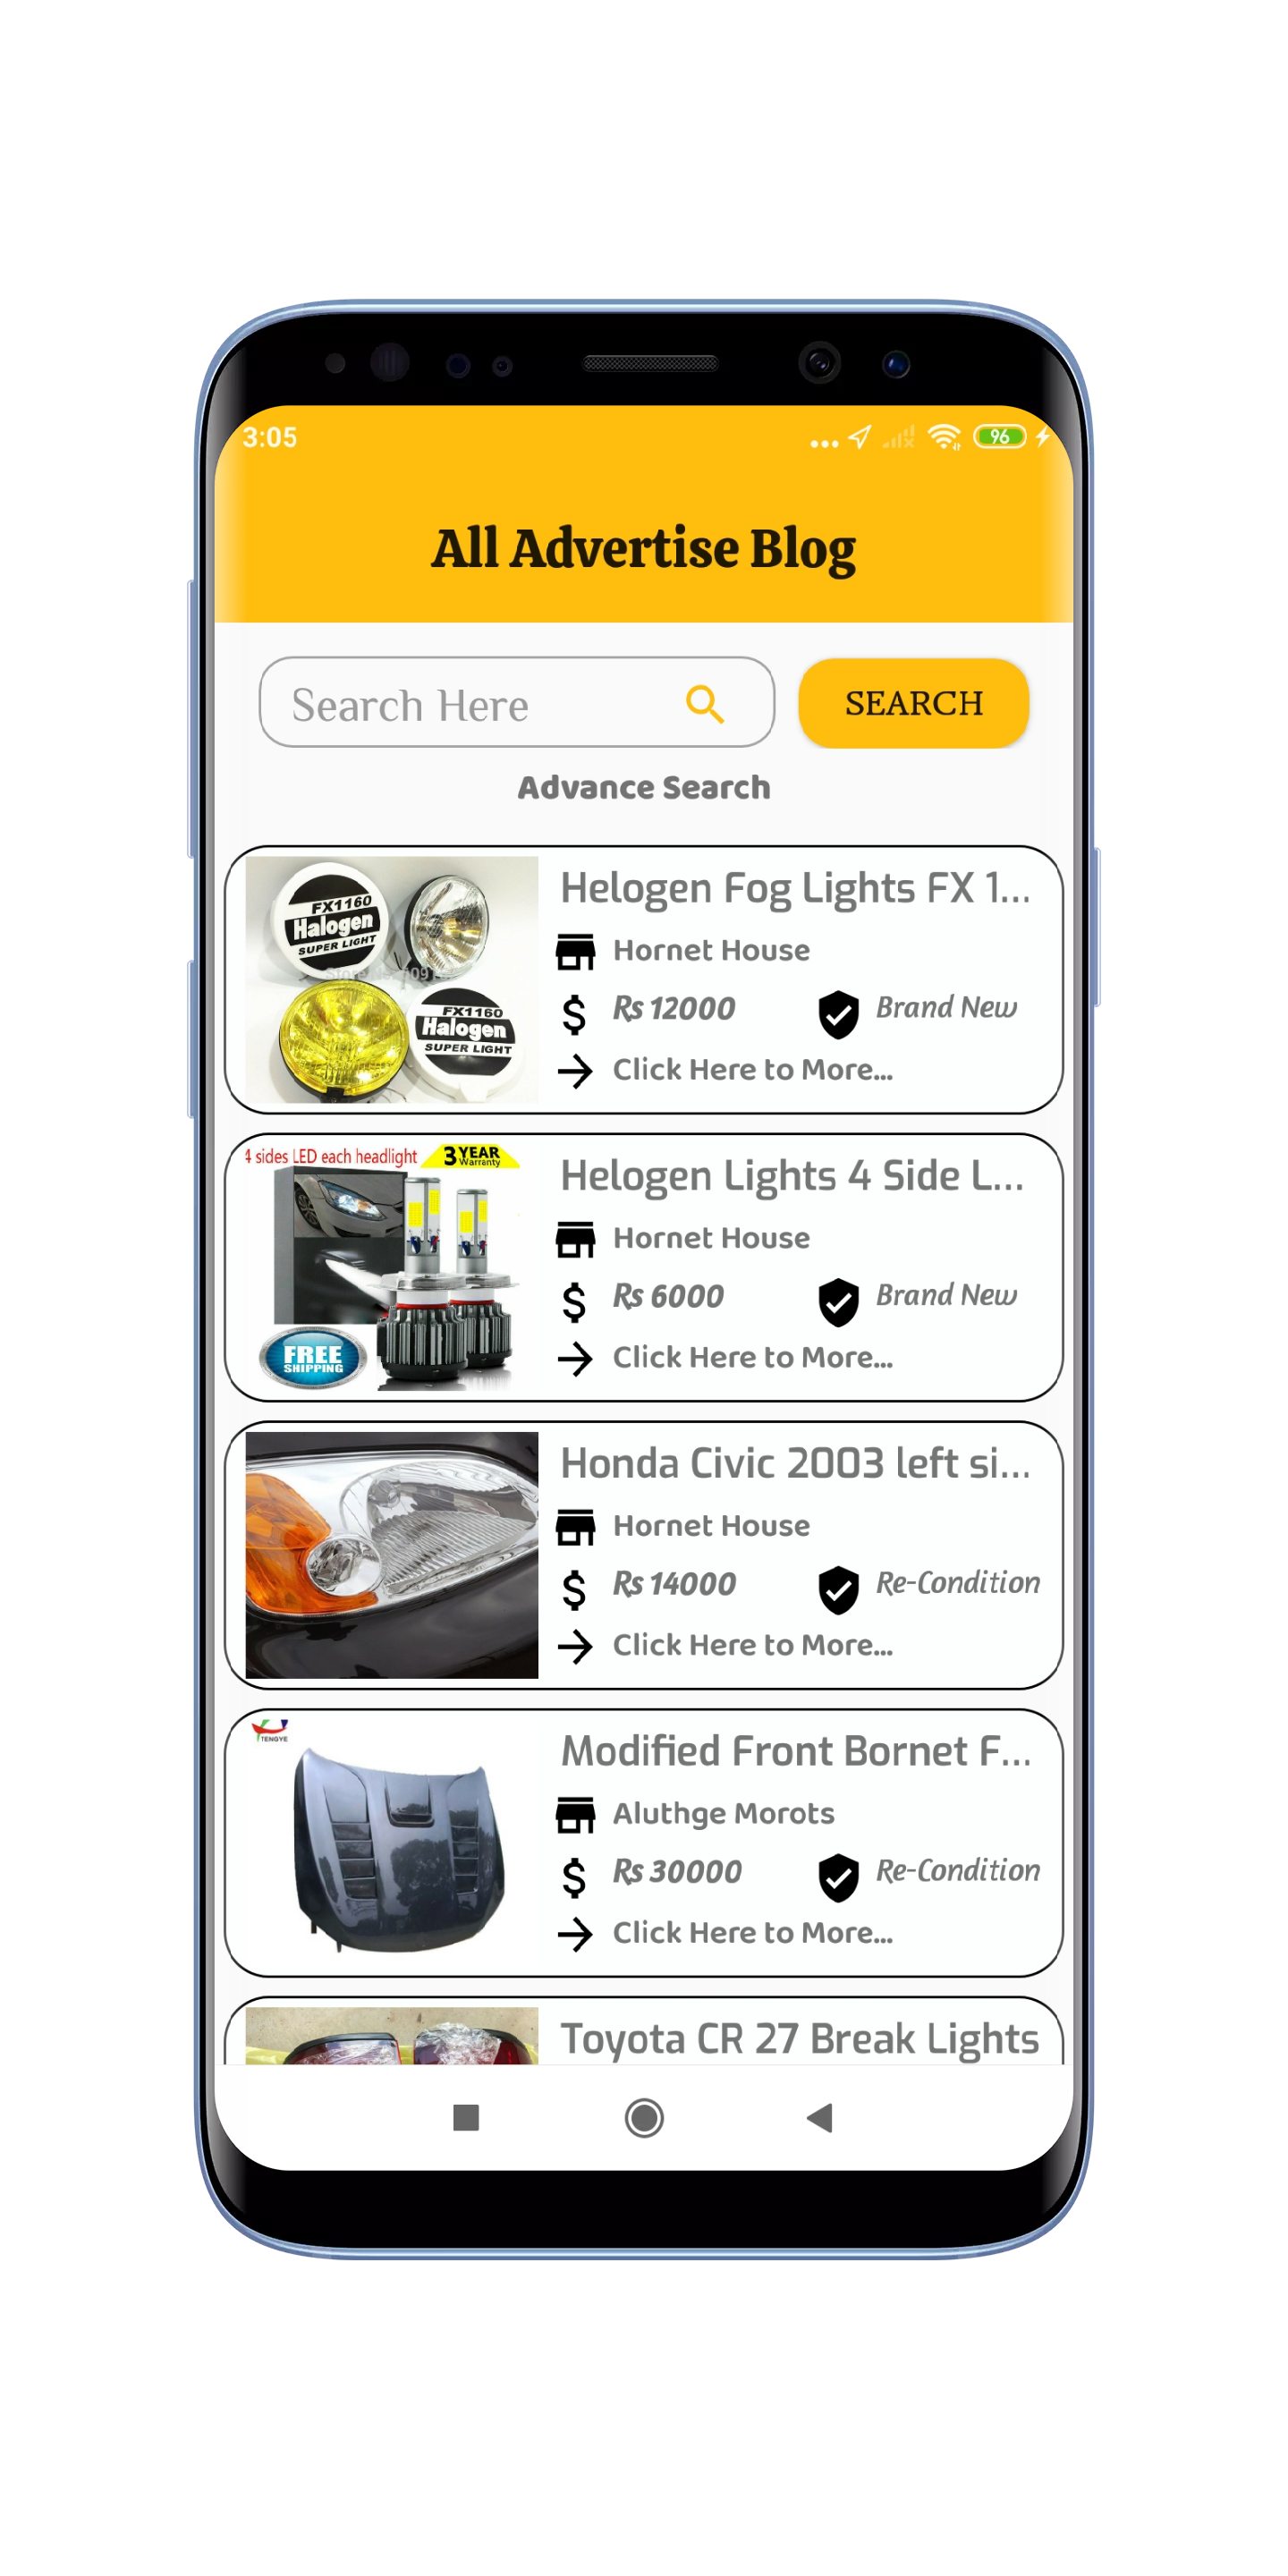 3:05
96
All Advertise Blog
Search Here
SEARCH
Advance Search
FX1160
Halogen
SUPER LIGHT
FX1160
Halogen
SUPER LIGHT
Helogen Fog Lights FX 1...
Hornet House
$ Rs 12000 Brand New
Click Here to More...
4 sides LED each headlight
3 YEAR
Warranty
FREE
SHIPPING
Helogen Lights 4 Side L...
Hornet House
$ Rs 6000 Brand New
Click Here to More...
Honda Civic 2003 left si...
Hornet House
$ Rs 14000 Re-Condition
Click Here to More...
TENGYE
Modified Front Bornet F...
Aluthge Morots
$ Rs 30000 Re-Condition
Click Here to More...
Toyota CR 27 Break Lights